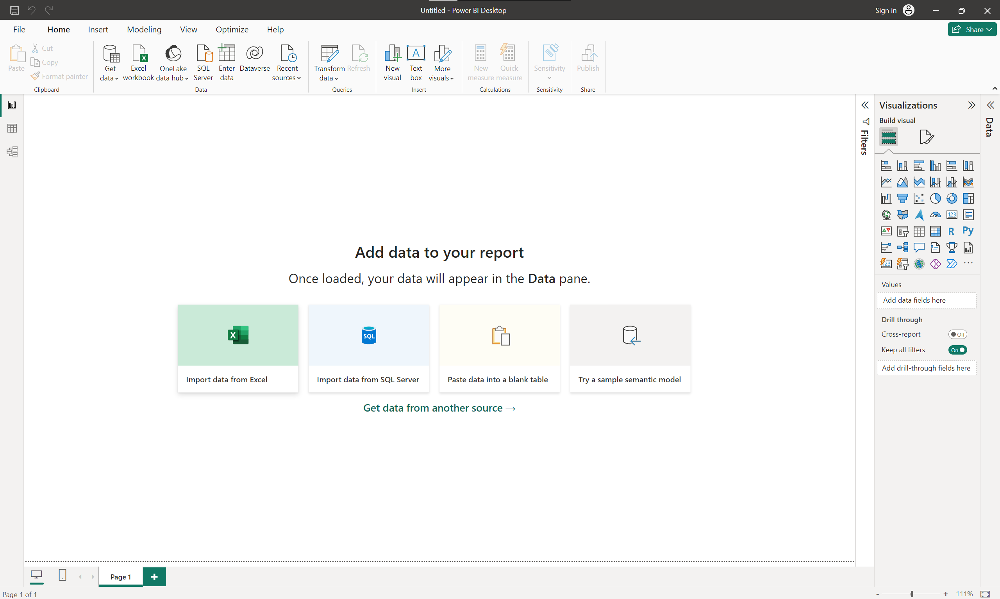 Untitled - Power BI Desktop
Sign in
File Home Insert Modeling View Optimize Help
Share
Paste
Cut
Copy
Format painter
Clipboard
Get data
Excel workbook
OneLake data hub
SQL Server
Enter data
Dataverse
Recent sources
Data
Transform data
Refresh
Queries
New visual
A
Text box
More visuals
Insert
New measure
Quick measure
Calculations
Sensitivity
Sensitivity
Publish
Share
Filters
Visualizations
Build visual
123
R
Py
123
Values
Add data fields here
Drill through
Cross-report
Off
Keep all filters
On
Add drill-through fields here
Data
Add data to your report
Once loaded, your data will appear in the Data pane.
X
SQL
Import data from Excel
Import data from SQL Server
Paste data into a blank table
Try a sample semantic model
Get data from another source →
Page 1
+
Page 1 of 1
- + 111%